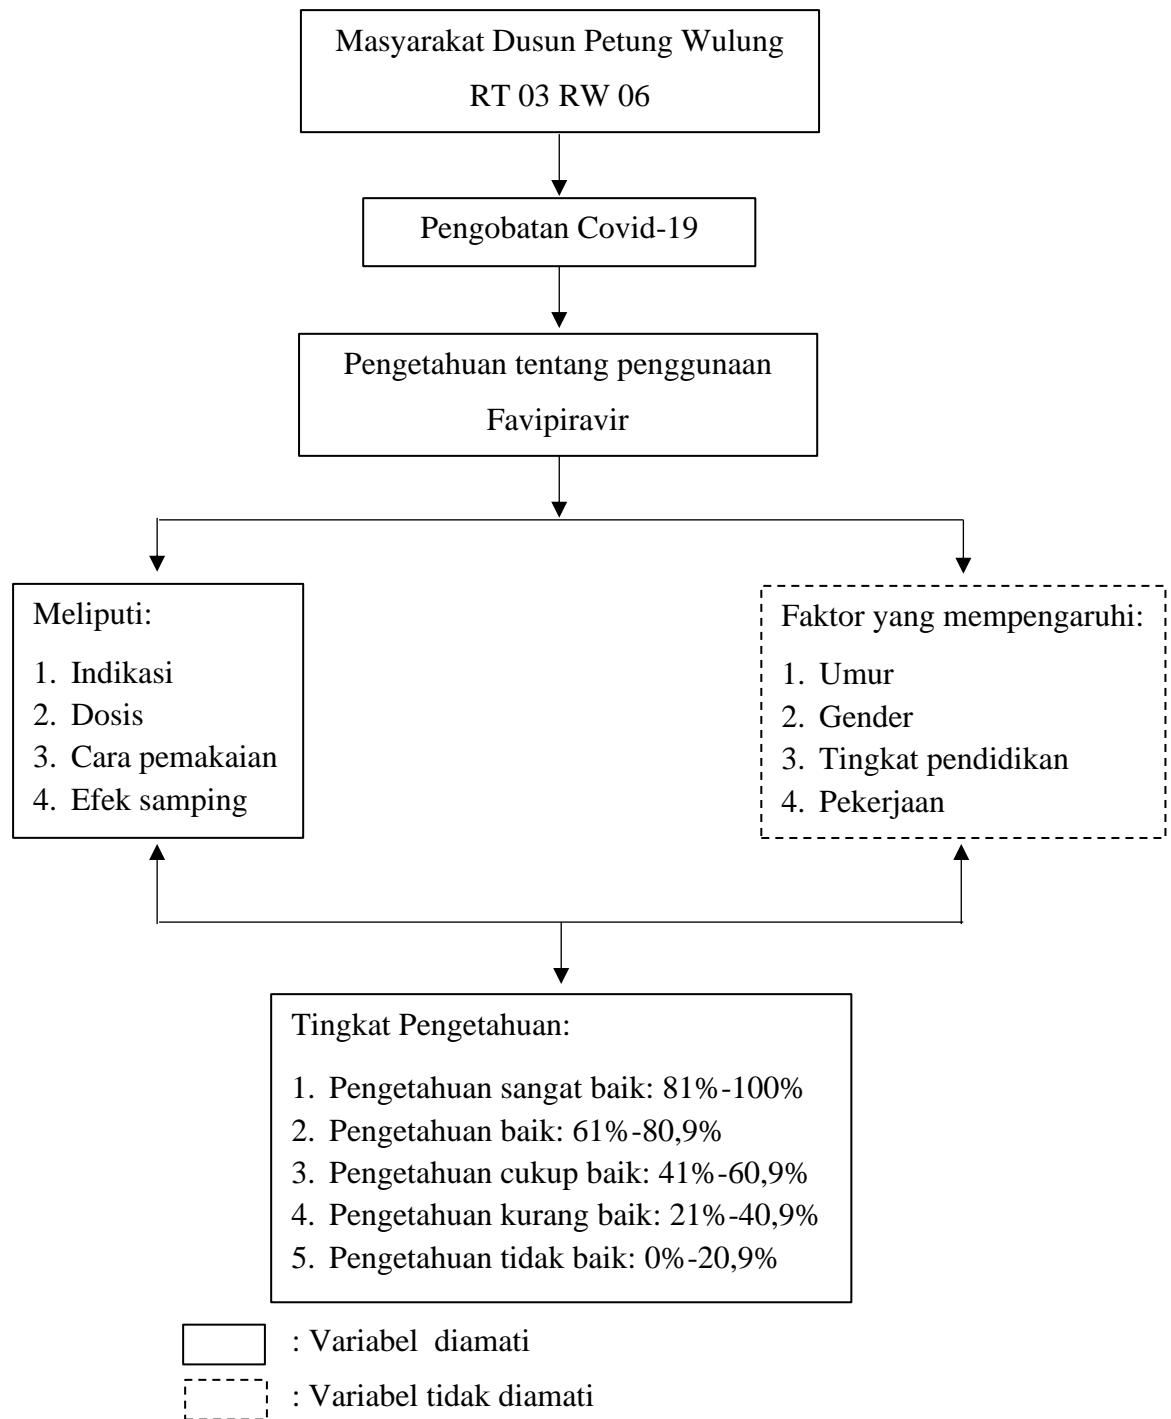 Masyarakat Dusun Petung Wulung
RT 03 RW 06
Pengobatan Covid-19
Pengetahuan tentang penggunaan
Favipiravir
Meliputi:
1. Indikasi
2. Dosis
3. Cara pemakaian
4. Efek samping
Faktor yang mempengaruhi:
1. Umur
2. Gender
3. Tingkat pendidikan
4. Pekerjaan
Tingkat Pengetahuan:
1. Pengetahuan sangat baik: 81%-100%
2. Pengetahuan baik: 61%-80,9%
3. Pengetahuan cukup baik: 41%-60,9%
4. Pengetahuan kurang baik: 21%-40,9%
5. Pengetahuan tidak baik: 0%-20,9%
: Variabel diamati
: Variabel tidak diamati